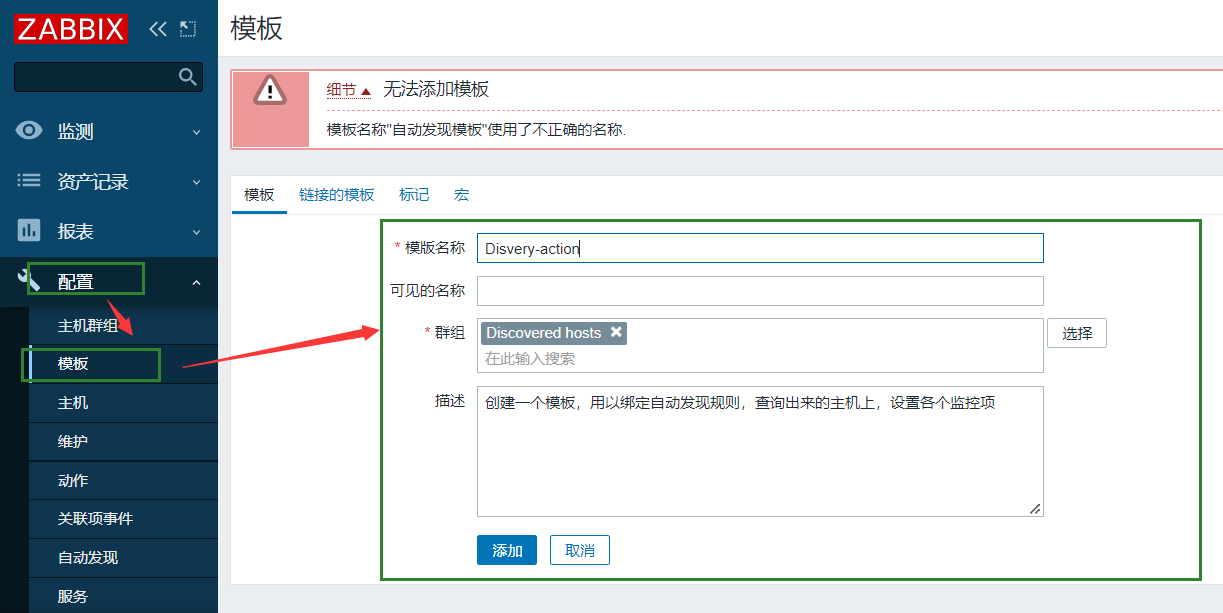 ZABBIX
监测
资产记录
报表
配置
主机群组
模板
主机
维护
动作
关联项事件
自动发现
服务
模板
细节 无法添加模板
模板名称"自动发现模板"使用了不正确的名称.
模板 链接的模板 标记 宏
* 模版名称 Disvery-action
可见的名称
* 群组 Discovered hosts
在此输入搜索
选择
描述 创建一个模板，用以绑定自动发现规则，查询出来的主机上，设置各个监控项
添加 取消